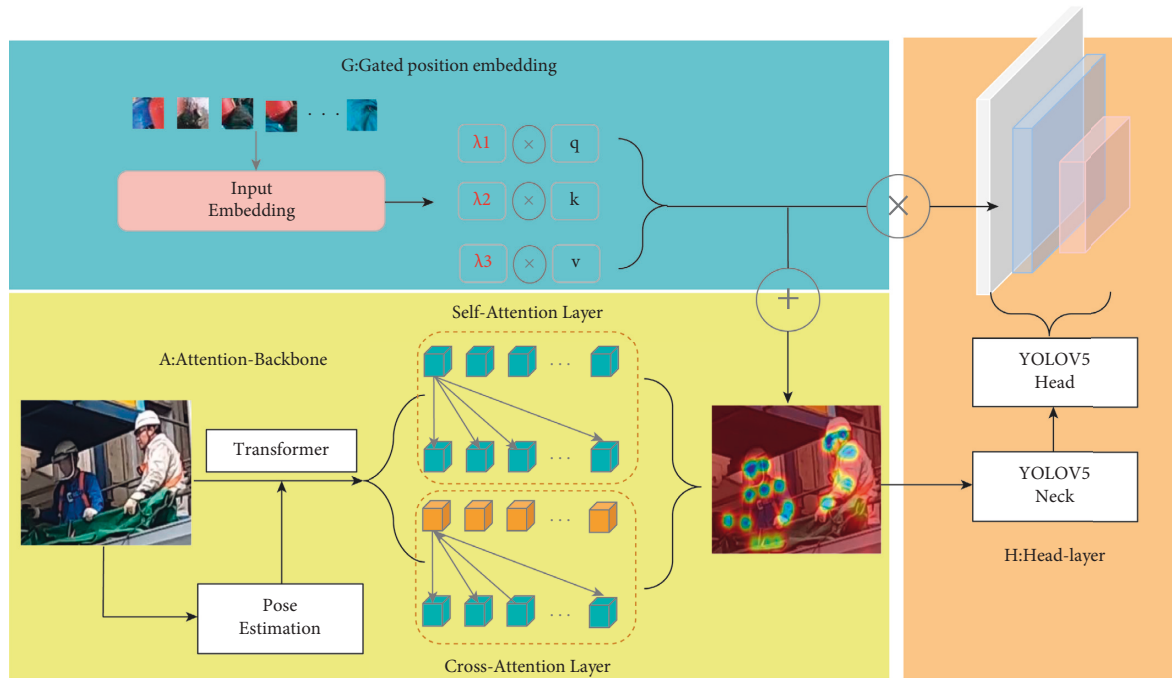 G:Gated position embedding
λ1 × q
Input
Embedding
λ2 × k
λ3 × v
×
+
Self-Attention Layer
A:Attention-Backbone
. . .
Transformer
. . .
. . .
Pose
Estimation
. . .
Cross-Attention Layer
YOLOV5
Head
YOLOV5
Neck
H:Head-layer